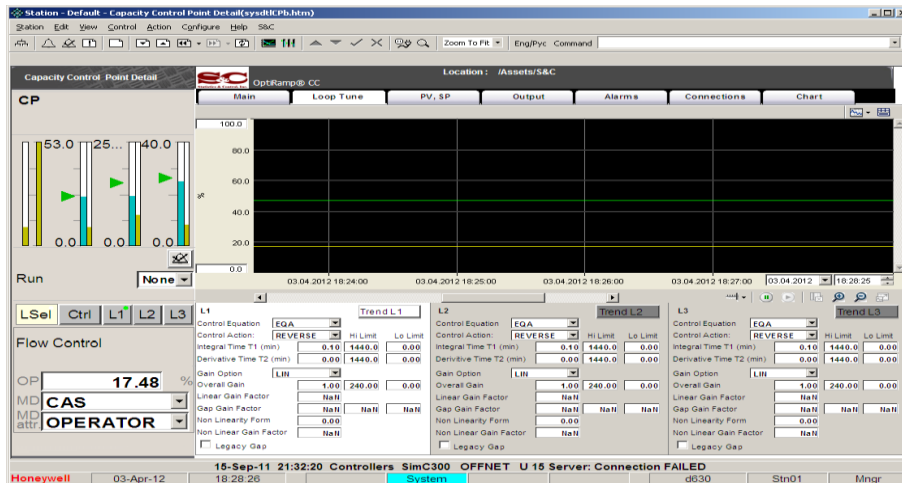 Station - Default - Capacity Control Point Detail(sysdtlCPb.htm)
Station Edit View Control Action Configure Help S&C
Zoom To Fit Eng/Pyc Command
Capacity Control Point Detail
S&C
OptiRamp® CC
Location : /Assets/S&C
CP
Main Loop Tune PV, SP Output Alarms Connections Chart
100.0
80.0
60.0
%
40.0
20.0
0.0
53.0 25... 40.0
0.0 0.0 0.0
Run None
03.04.2012 18:24:00 03.04.2012 18:25:00 03.04.2012 18:26:00 03.04.2012 18:27:00 03.04.2012 18:28:25
LSel Ctrl L1 L2 L3
Flow Control
OP 17.48 %
MD CAS
MD attr. OPERATOR
L1 Trend L1
Control Equation EQA
Control Action: REVERSE Hi Limit Lo Limit
Integral Time T1 (min) 0.10 1440.0 0.00
Derivative Time T2 (min) 0.00 1440.0 0.00
Gain Option LIN
Overall Gain 1.00 240.00 0.00
Linear Gain Factor NaN
Gap Gain Factor NaN NaN NaN
Non Linearity Form 0.00
Non Linear Gain Factor NaN
Legacy Gap
L2 Trend L2
Control Equation EQA
Control Action: REVERSE Hi Limit Lo Limit
Integral Time T1 (min) 0.10 1440.0 0.00
Derivitive Time T2 (min) 0.00 1440.0 0.00
Gain Option LIN
Overall Gain 1.00 240.00 0.00
Linear Gain Factor NaN
Gap Gain Factor NaN NaN NaN
Non Linearity Form 0.00
Non Linear Gain Factor NaN
Legacy Gap
L3 Trend L3
Control Equation EQA
Control Action: REVERSE Hi Limit Lo Limit
Integral Time T1 (min) 0.10 1440.0 0.00
Derivative Time T2 (min) 0.00 1440.0 0.00
Gain Option LIN
Overall Gain 1.00 240.00 0.00
Linear Gain Factor NaN
Gap Gain Factor NaN NaN NaN
Non Linearity Form 0.00
Non Linear Gain Factor NaN
Legacy Gap
15-Sep-11 21:32:20 Controllers SimC300 OFFNET U 15 Server: Connection FAILED
Honeywell 03-Apr-12 18:28:26 System d630 Stn01 Mngr